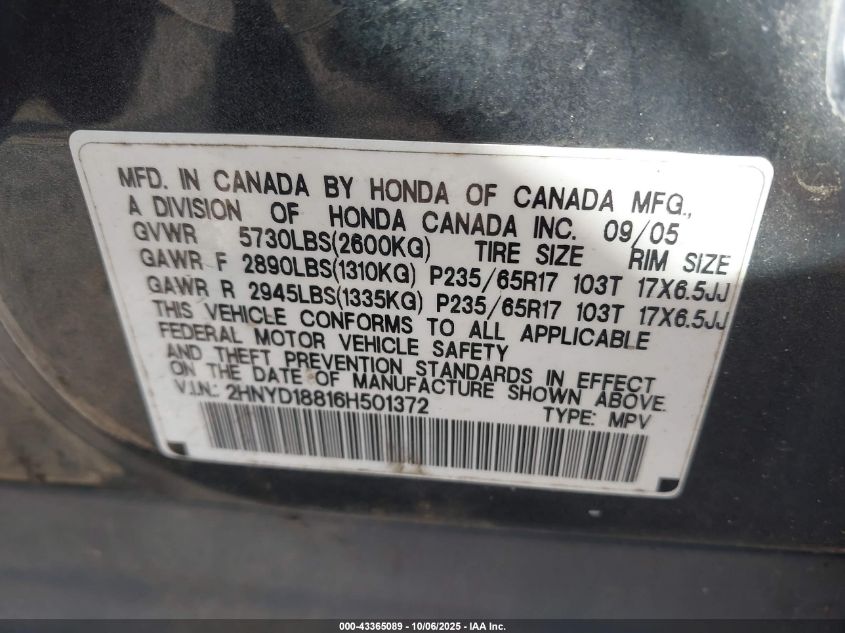 MFD. IN CANADA BY HONDA OF CANADA MFG.,
A DIVISION OF HONDA CANADA INC. 09/05
GVWR 5730LBS(2600KG) TIRE SIZE RIM SIZE
GAWR F 2890LBS(1310KG) P235/65R17 103T 17X6.5JJ
GAWR R 2945LBS(1335KG) P235/65R17 103T 17X6.5JJ
THIS VEHICLE CONFORMS TO ALL APPLICABLE
FEDERAL MOTOR VEHICLE SAFETY
AND THEFT PREVENTION STANDARDS IN EFFECT
ON THE DATE OF MANUFACTURE SHOWN ABOVE.
V.I.N.: 2HNYD18816H501372 TYPE: MPV
000-43365089 - 10/06/2025 - IAA Inc.